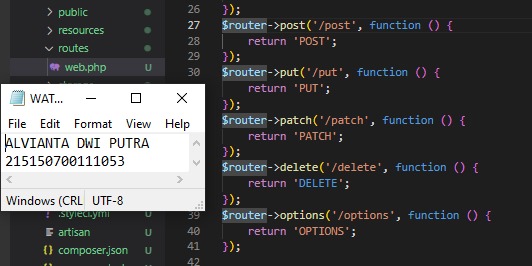 public
resources
routes
web.php U
WAT...
File Edit Format View Help
ALVIANTA DWI PUTRA
215150700111053
Windows (CRL UTF-8
.styleci.yml
artisan
composer.json U
26 });
27 $router->post('/post', function () {
28 return 'POST';
29 });
30 $router->put('/put', function () {
31 return 'PUT';
32 });
33 $router->patch('/patch', function () {
34 return 'PATCH';
35 });
36 $router->delete('/delete', function () {
37 return 'DELETE';
38 });
39 $router->options('/options', function () {
40 return 'OPTIONS';
41 });
42